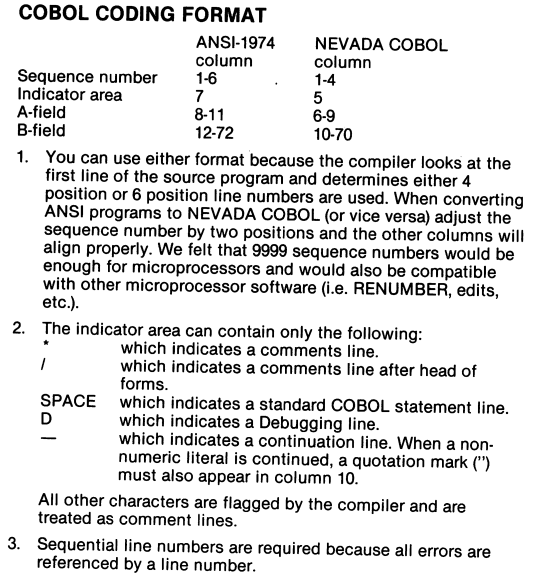 COBOL CODING FORMAT
ANSI-1974 NEVADA COBOL
column column
Sequence number 1-6 1-4
Indicator area 7 5
A-field 8-11 6-9
B-field 12-72 10-70
1. You can use either format because the compiler looks at the
first line of the source program and determines either 4
position or 6 position line numbers are used. When converting
ANSI programs to NEVADA COBOL (or vice versa) adjust the
sequence number by two positions and the other columns will
align properly. We felt that 9999 sequence numbers would be
enough for microprocessors and would also be compatible
with other microprocessor software (i.e. RENUMBER, edits,
etc.).
2. The indicator area can contain only the following:
* which indicates a comments line.
/ which indicates a comments line after head of
forms.
SPACE which indicates a standard COBOL statement line.
D which indicates a Debugging line.
— which indicates a continuation line. When a non-
numeric literal is continued, a quotation mark (")
must also appear in column 10.
All other characters are flagged by the compiler and are
treated as comment lines.
3. Sequential line numbers are required because all errors are
referenced by a line number.